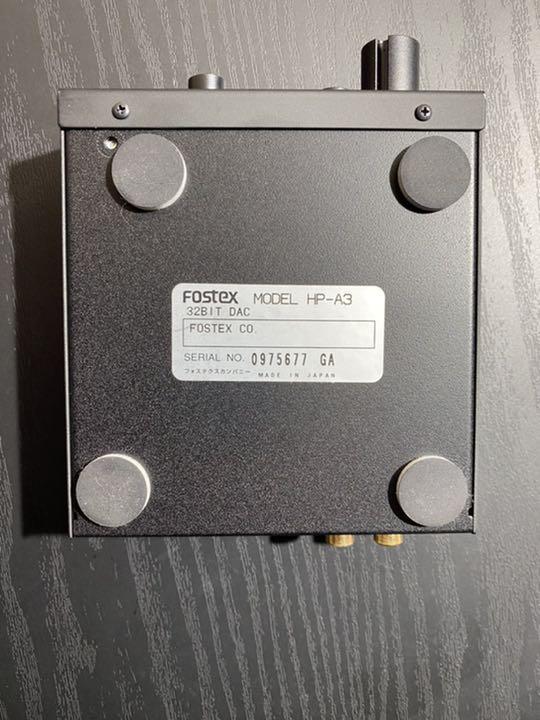 FOSTEX MODEL HP-A3
32BIT DAC
FOSTEX CO.
SERIAL NO. 0975677 GA
フォステクスカンパニー MADE IN JAPAN